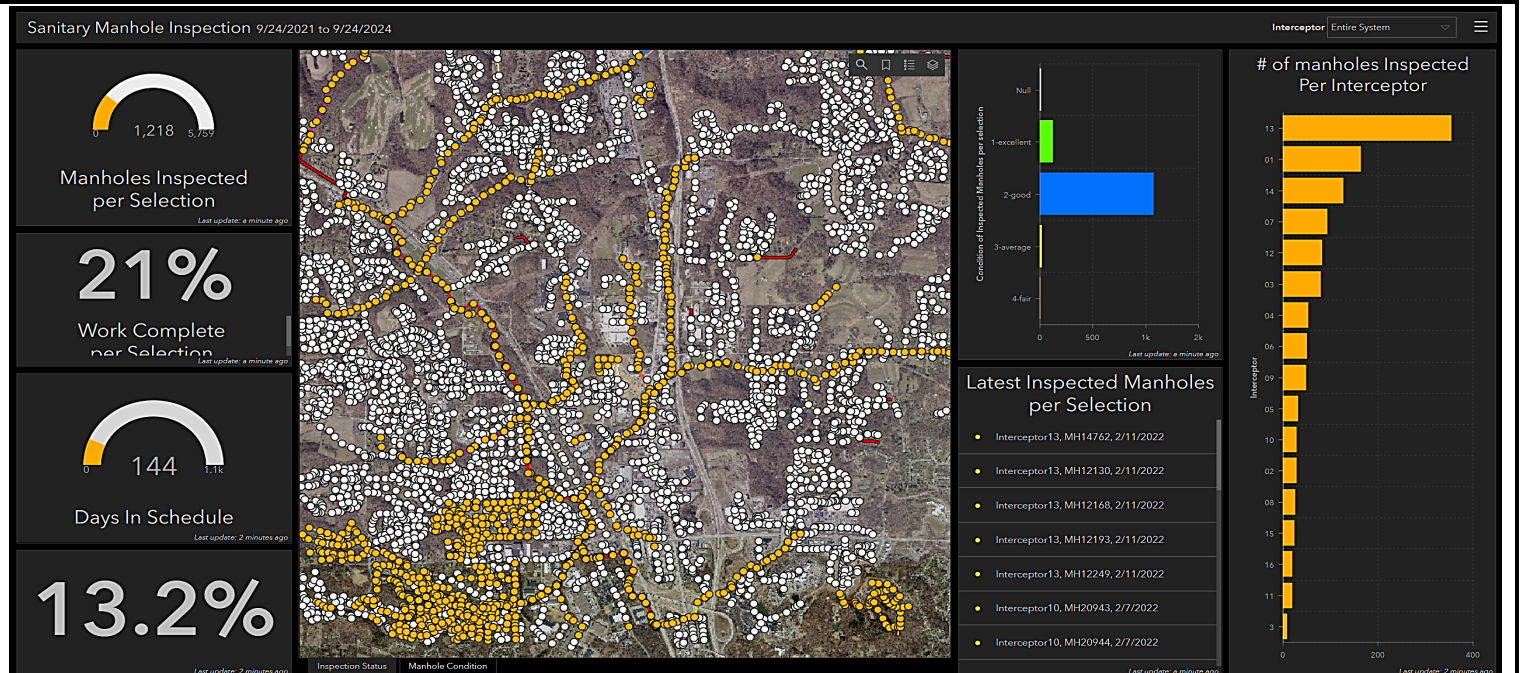 Sanitary Manhole Inspection 9/24/2021 to 9/24/2024
Interceptor Entire System
0 1,218 5,759
Manholes Inspected
per Selection
Last update: a minute ago
21%
Work Complete
per Selection
Last update: a minute ago
0 144 1.1k
Days In Schedule
Last update: 2 minutes ago
13.2%
Last update: 2 minutes ago
Inspection Status Manhole Condition
Condition of Inspected Manholes per selection
Null
1-excellent
2-good
3-average
4-fair
0 500 1k 2k
Last update: a minute ago
Latest Inspected Manholes
per Selection
Interceptor13, MH14762, 2/11/2022
Interceptor13, MH12130, 2/11/2022
Interceptor13, MH12168, 2/11/2022
Interceptor13, MH12193, 2/11/2022
Interceptor13, MH12249, 2/11/2022
Interceptor10, MH20943, 2/7/2022
Interceptor10, MH20944, 2/7/2022
Last update: a minute ago
# of manholes Inspected
Per Interceptor
Interceptor
13
01
14
07
12
03
04
06
09
05
10
02
08
15
16
11
3
0 200 400
Last update: 2 minutes ago